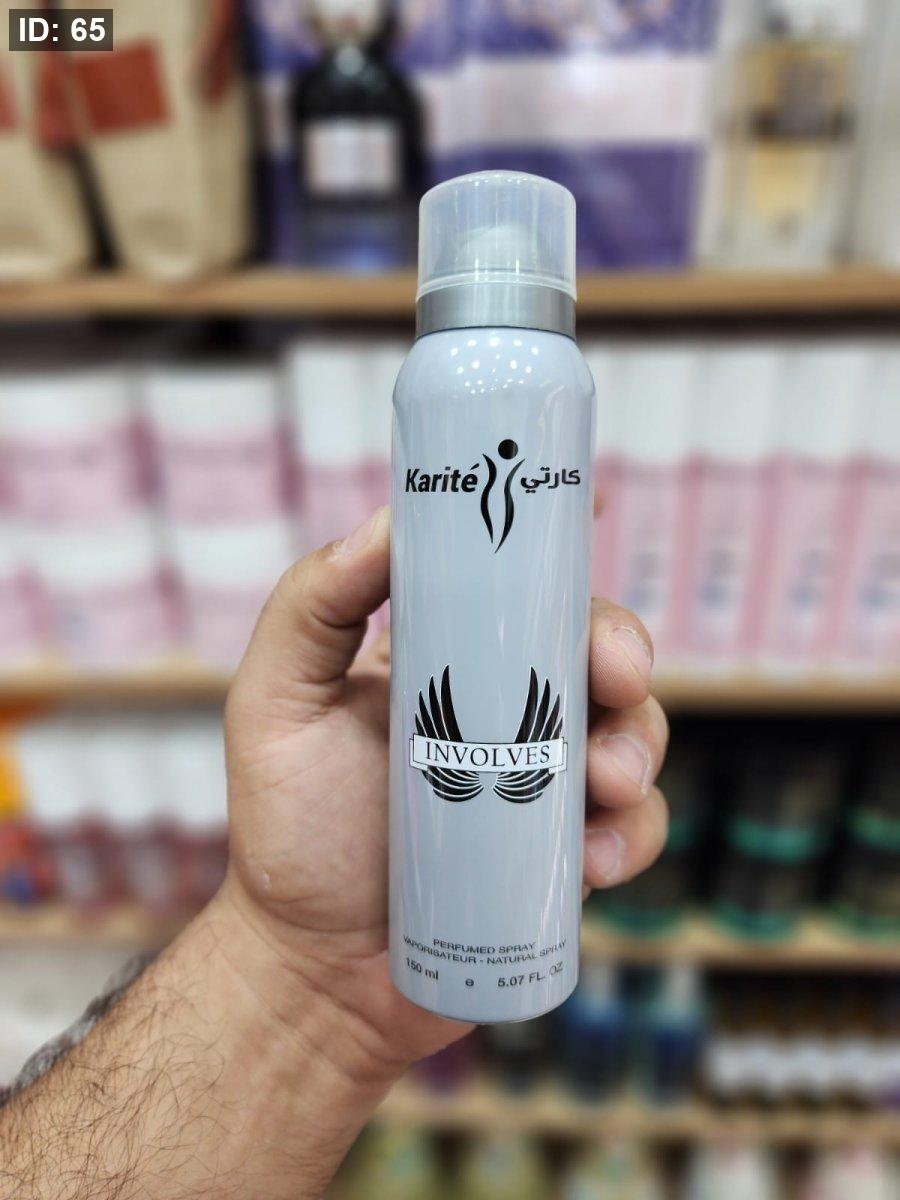 ID: 65
Karité كارتي
INVOLVES
PERFUMED SPRAY
VAPORISATEUR - NATURAL SPRAY
150 ml e 5.07 FL. OZ